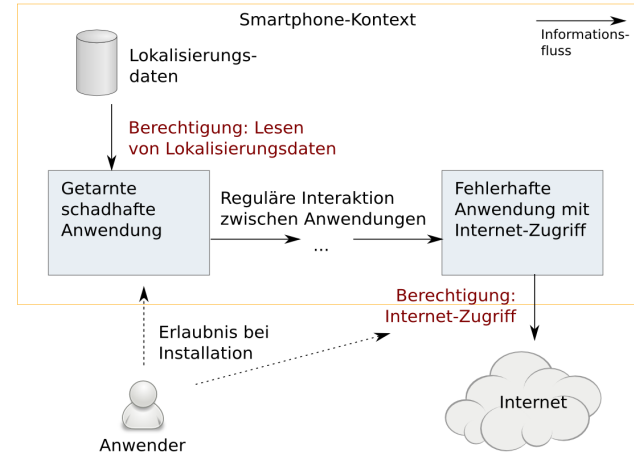 Smartphone-Kontext
Informations-
fluss
Lokalisierungs-
daten
Berechtigung: Lesen
von Lokalisierungsdaten
Getarnte
schadhafte
Anwendung
Reguläre Interaktion
zwischen Anwendungen
...
Fehlerhafte
Anwendung mit
Internet-Zugriff
Berechtigung:
Internet-Zugriff
Erlaubnis bei
Installation
Internet
Anwender